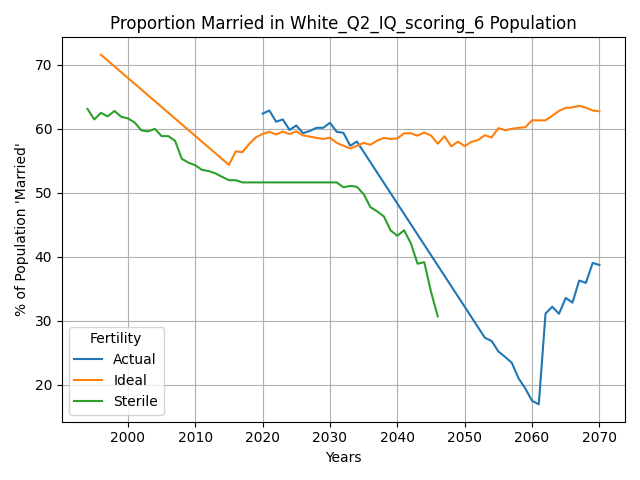 Proportion Married in White_Q2_IQ_scoring_6 Population
% of Population 'Married'
70
60
50
40
30
20
Fertility
Actual
Ideal
Sterile
2000 2010 2020 2030 2040 2050 2060 2070
Years